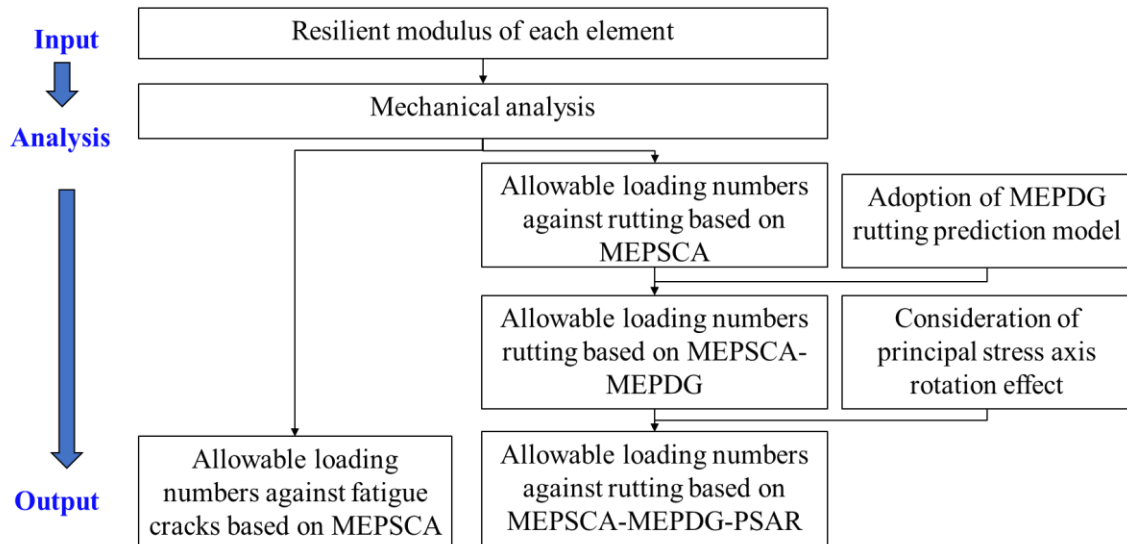 Input
Resilient modulus of each element
Analysis
Mechanical analysis
Allowable loading numbers
against rutting based on
MEPSCA
Adoption of MEPDG
rutting prediction model
Allowable loading numbers
rutting based on MEPSCA-
MEPDG
Consideration of
principal stress axis
rotation effect
Output
Allowable loading
numbers against fatigue
cracks based on MEPSCA
Allowable loading numbers
against rutting based on
MEPSCA-MEPDG-PSAR